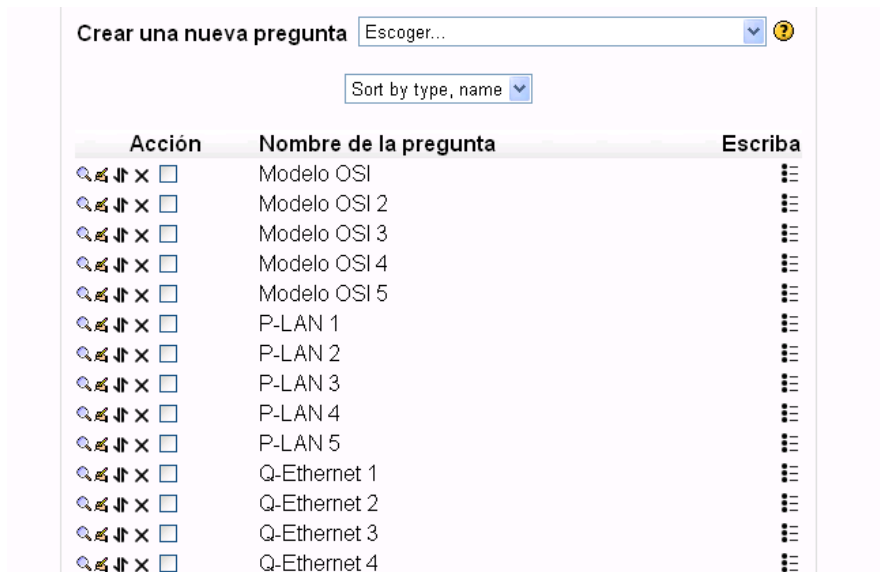 Crear una nueva pregunta Escoger...
Sort by type, name
Acción Nombre de la pregunta Escriba
Modelo OSI
Modelo OSI 2
Modelo OSI 3
Modelo OSI 4
Modelo OSI 5
P-LAN 1
P-LAN 2
P-LAN 3
P-LAN 4
P-LAN 5
Q-Ethernet 1
Q-Ethernet 2
Q-Ethernet 3
Q-Ethernet 4